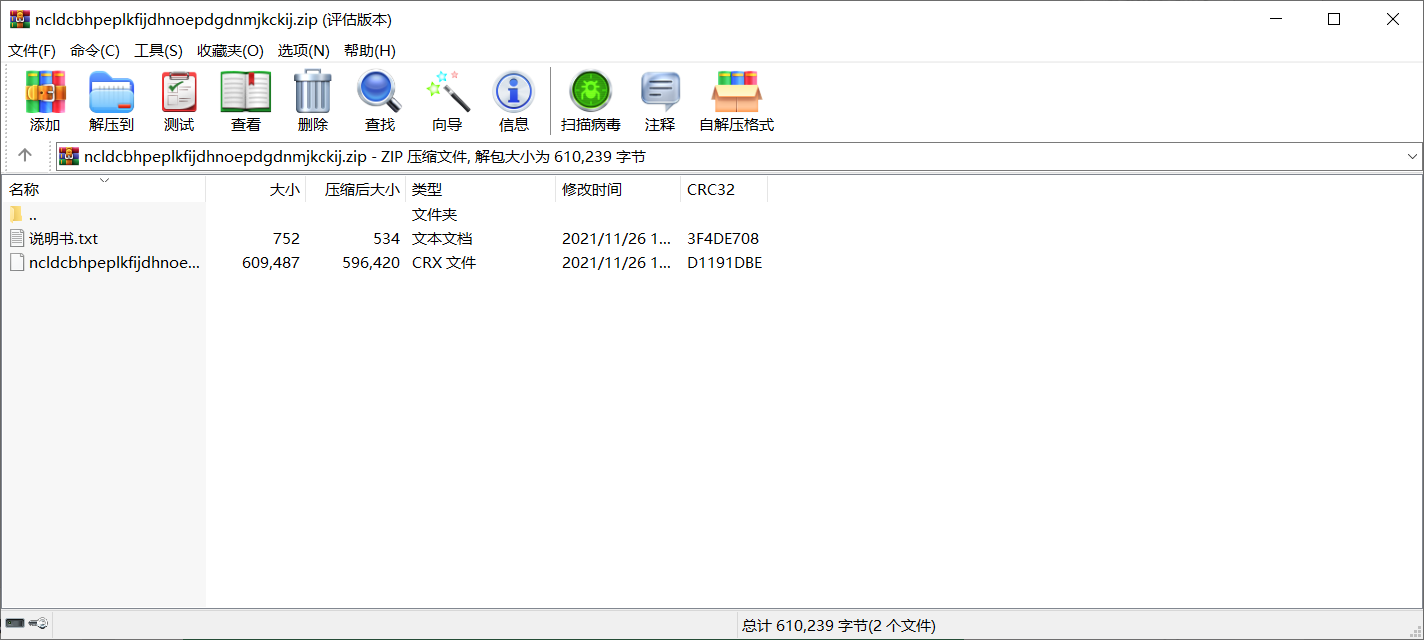 ncldcbhpeplkfijdhnoepdgdnmjkckij.zip (评估版本)
文件(F) 命令(C) 工具(S) 收藏夹(O) 选项(N) 帮助(H)
添加 解压到 测试 查看 删除 查找 向导 信息 扫描病毒 注释 自解压格式
ncldcbhpeplkfijdhnoepdgdnmjkckij.zip - ZIP 压缩文件, 解包大小为 610,239 字节
名称 大小 压缩后大小 类型 修改时间 CRC32
.. 文件夹
说明书.txt 752 534 文本文档 2021/11/26 1... 3F4DE708
ncldcbhpeplkfijdhnoe... 609,487 596,420 CRX 文件 2021/11/26 1... D1191DBE
总计 610,239 字节(2 个文件)